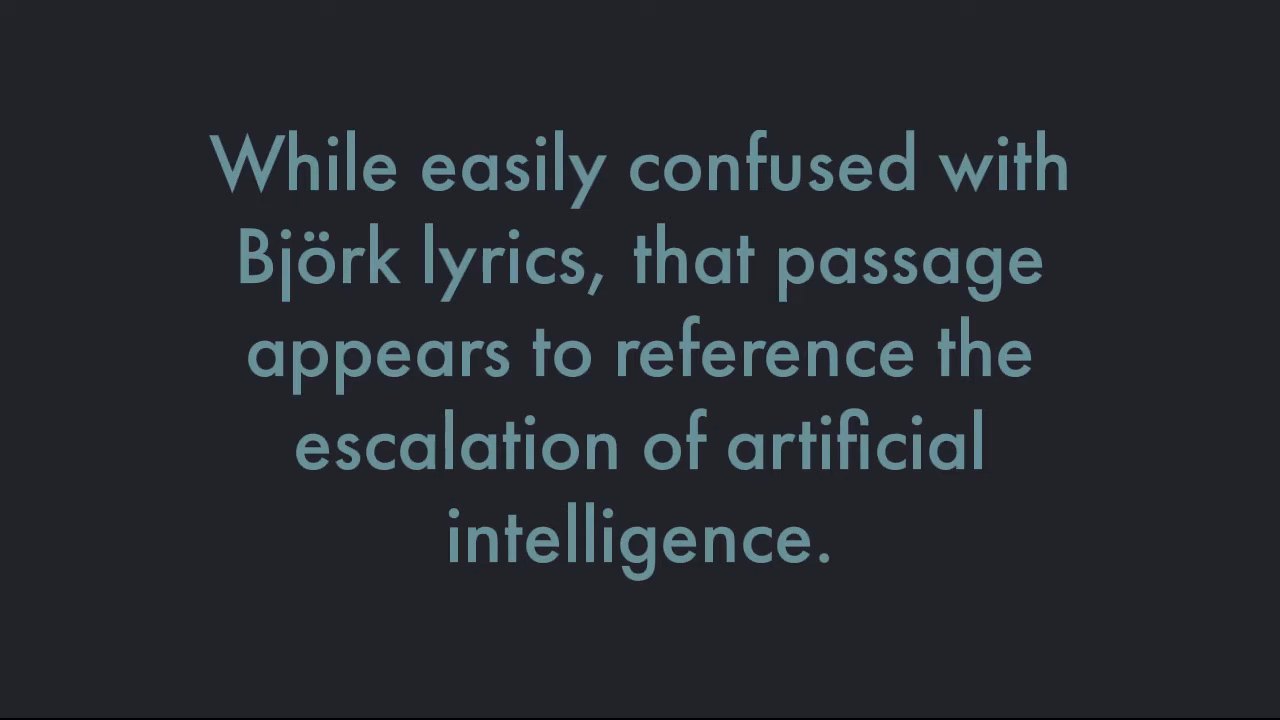 While easily confused with
Björk lyrics, that passage
appears to reference the
escalation of artificial
intelligence.